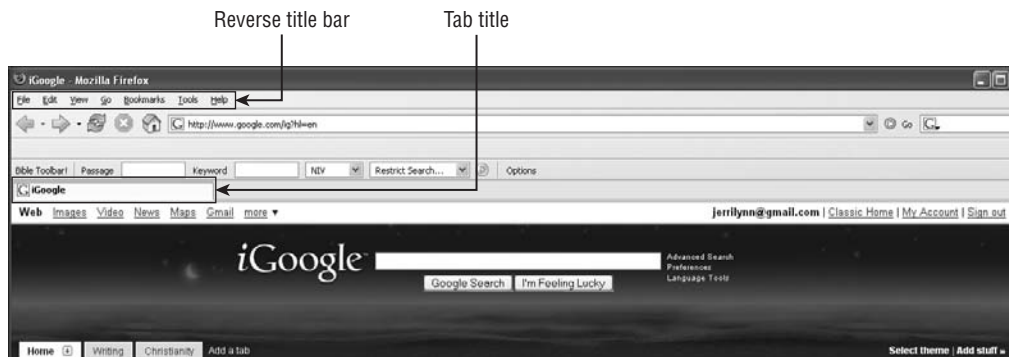 Reverse title bar Tab title
iGoogle - Mozilla Firefox
File Edit View Go Bookmarks Tools Help
G http://www.google.com/ig?hl=en Go G
Bible Toolbar! Passage Keyword NIV Restrict Search... Options
G iGoogle
Web Images Video News Maps Gmail more ▼ jerrilynn@gmail.com | Classic Home | My Account | Sign out
iGoogle™ Advanced Search
Preferences
Language Tools
Google Search I'm Feeling Lucky
Home Writing Christianity Add a tab Select theme | Add stuff »